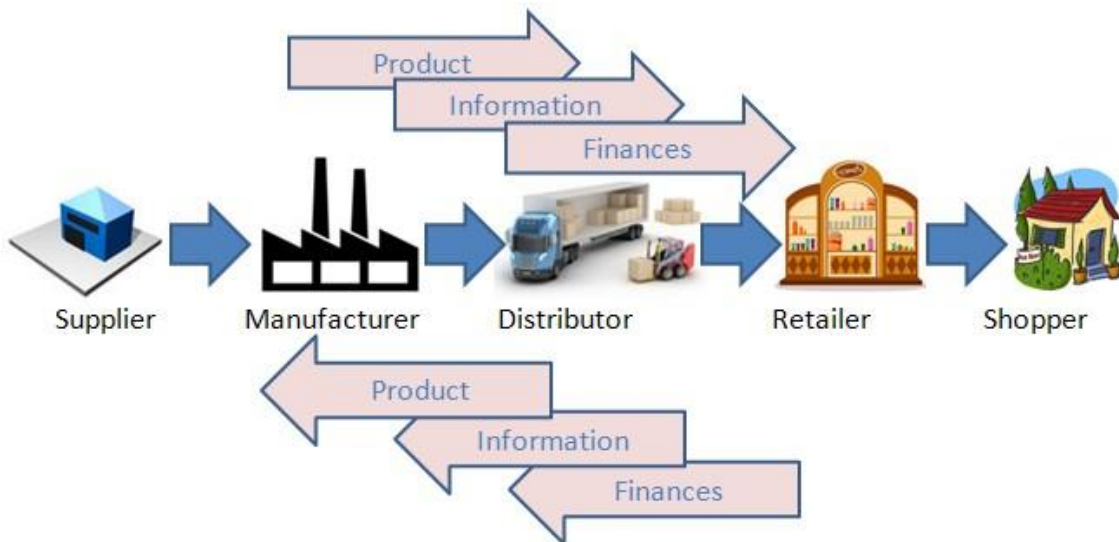 Product
Information
Finances
Supplier
Manufacturer
Distributor
Retailer
Shopper
Product
Information
Finances